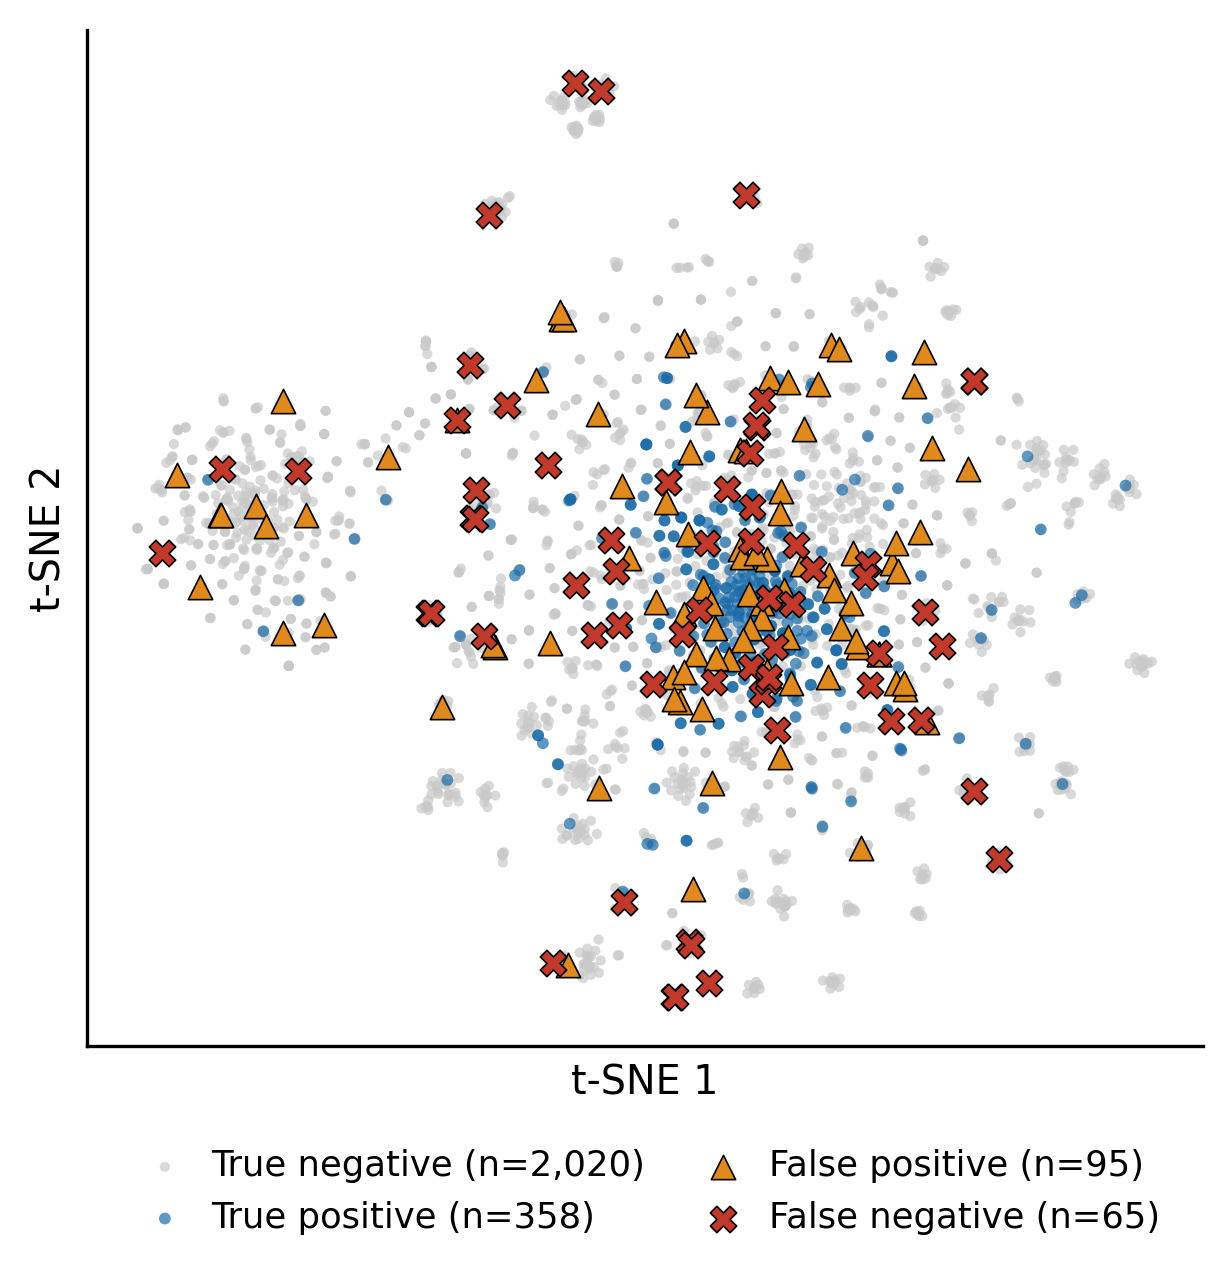 t-SNE 2
t-SNE 1
True negative (n=2,020)
True positive (n=358)
False positive (n=95)
False negative (n=65)